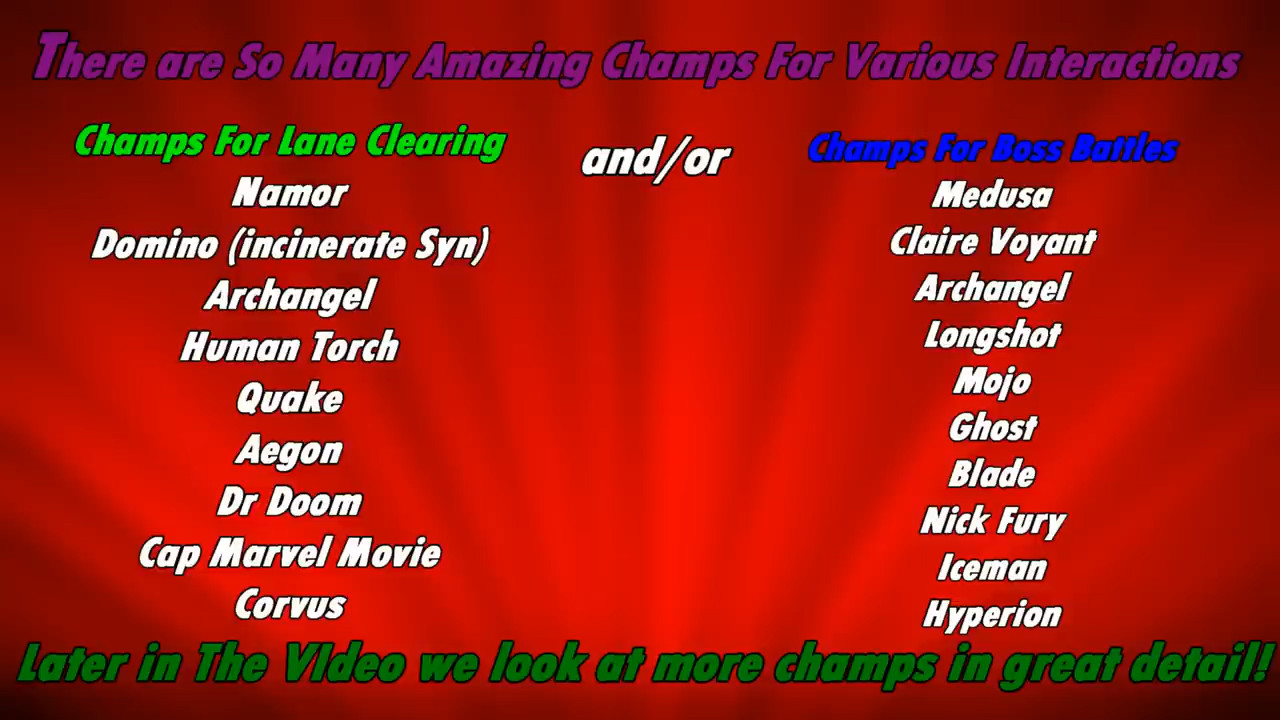 There are So Many Amazing Champs For Various Interactions
Champs For Lane Clearing
Namor
Domino (incinerate Syn)
Archangel
Human Torch
Quake
Aegon
Dr Doom
Cap Marvel Movie
Corvus
and/or
Champs For Boss Battles
Medusa
Claire Voyant
Archangel
Longshot
Mojo
Ghost
Blade
Nick Fury
Iceman
Hyperion
Later in The VIdeo we look at more champs in great detail!